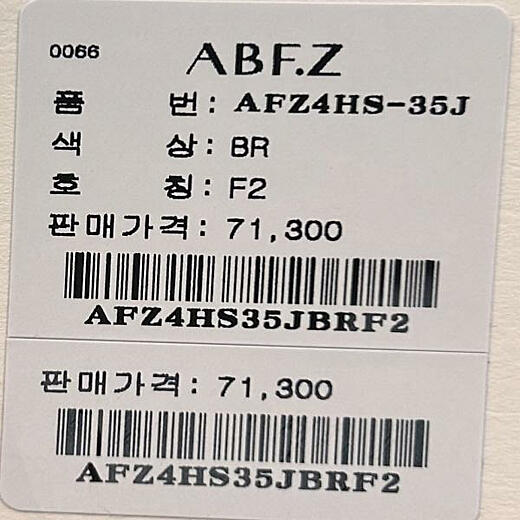 0066 ABF.Z
품 번: AFZ4HS-35J
색 상: BR
호 칭: F2
판매가격: 71,300
AFZ4HS35JBRF2
판매가격: 71,300
AFZ4HS35JBRF2